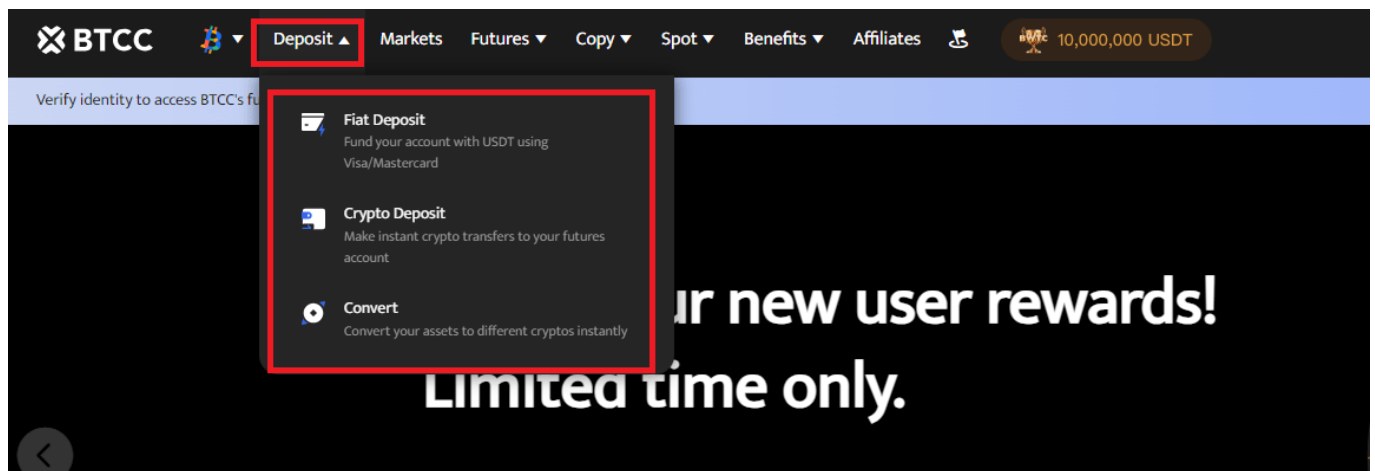 BTCC
Deposit ▲ Markets Futures ▼ Copy ▼ Spot ▼ Benefits ▼ Affiliates 10,000,000 USDT
Verify identity to access BTCC's
Fiat Deposit
Fund your account with USDT using
Visa/Mastercard
Crypto Deposit
Make instant crypto transfers to your futures
account
Convert
Convert your assets to different cryptos instantly
new user rewards!
Limited time only.